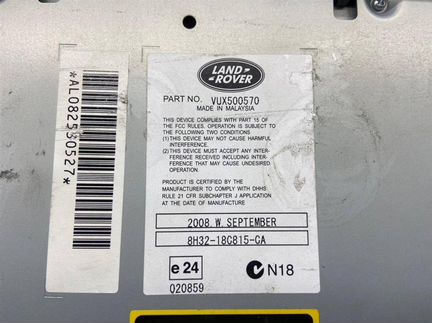 *AL082530527*
LAND-
-ROVER
PART NO. VUX500570
MADE IN MALAYSIA
THIS DEVICE COMPLIES WITH PART 15 OF
THE FCC RULES. OPERATION IS SUBJECT TO
THE FOLLOWING TWO CONDITIONS
(1)THIS DEVICE MAY NOT CAUSE HARMFUL
INTERFERENCE.
(2)THIS DEVICE MUST ACCEPT ANY INTER-
FERENCE RECEIVED INCLUDING INTER-
FERENCE THAT MAY CAUSE UNDESIRED
OPERATION.
PRODUCT IS CERTIFIED BY THE
MANUFACTURER TO COMPLY WITH DHHS
RULE 21 CFR SUBCHAPTER J APPLICATION
AT THE DATE OF MANUFACTURE
2008. W. SEPTEMBER
8H32-18C815-CA
e 24
N18
020859